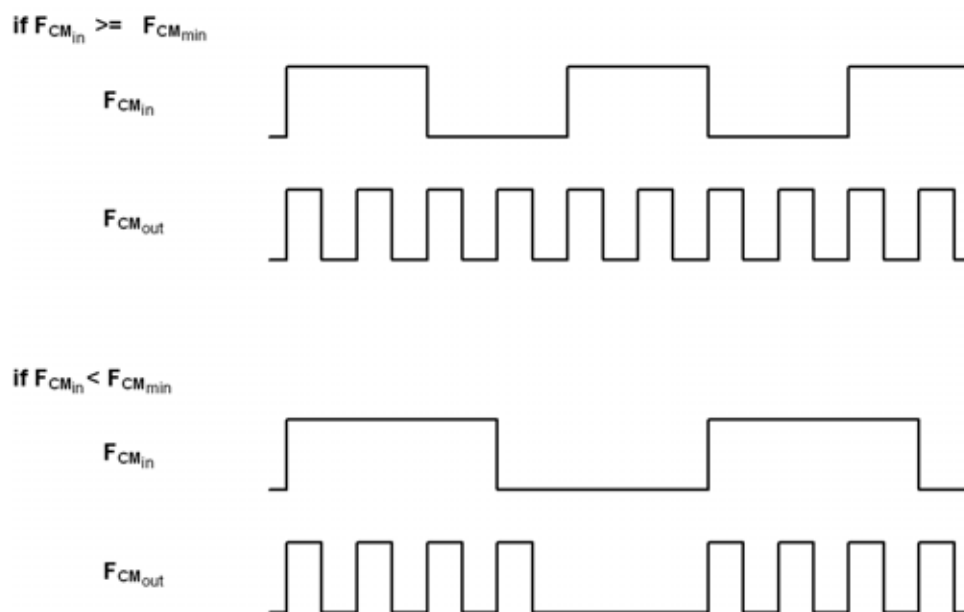 if FCMin >= FCMmin
FCMin
FCMout
if FCMin < FCMmin
FCMin
FCMout